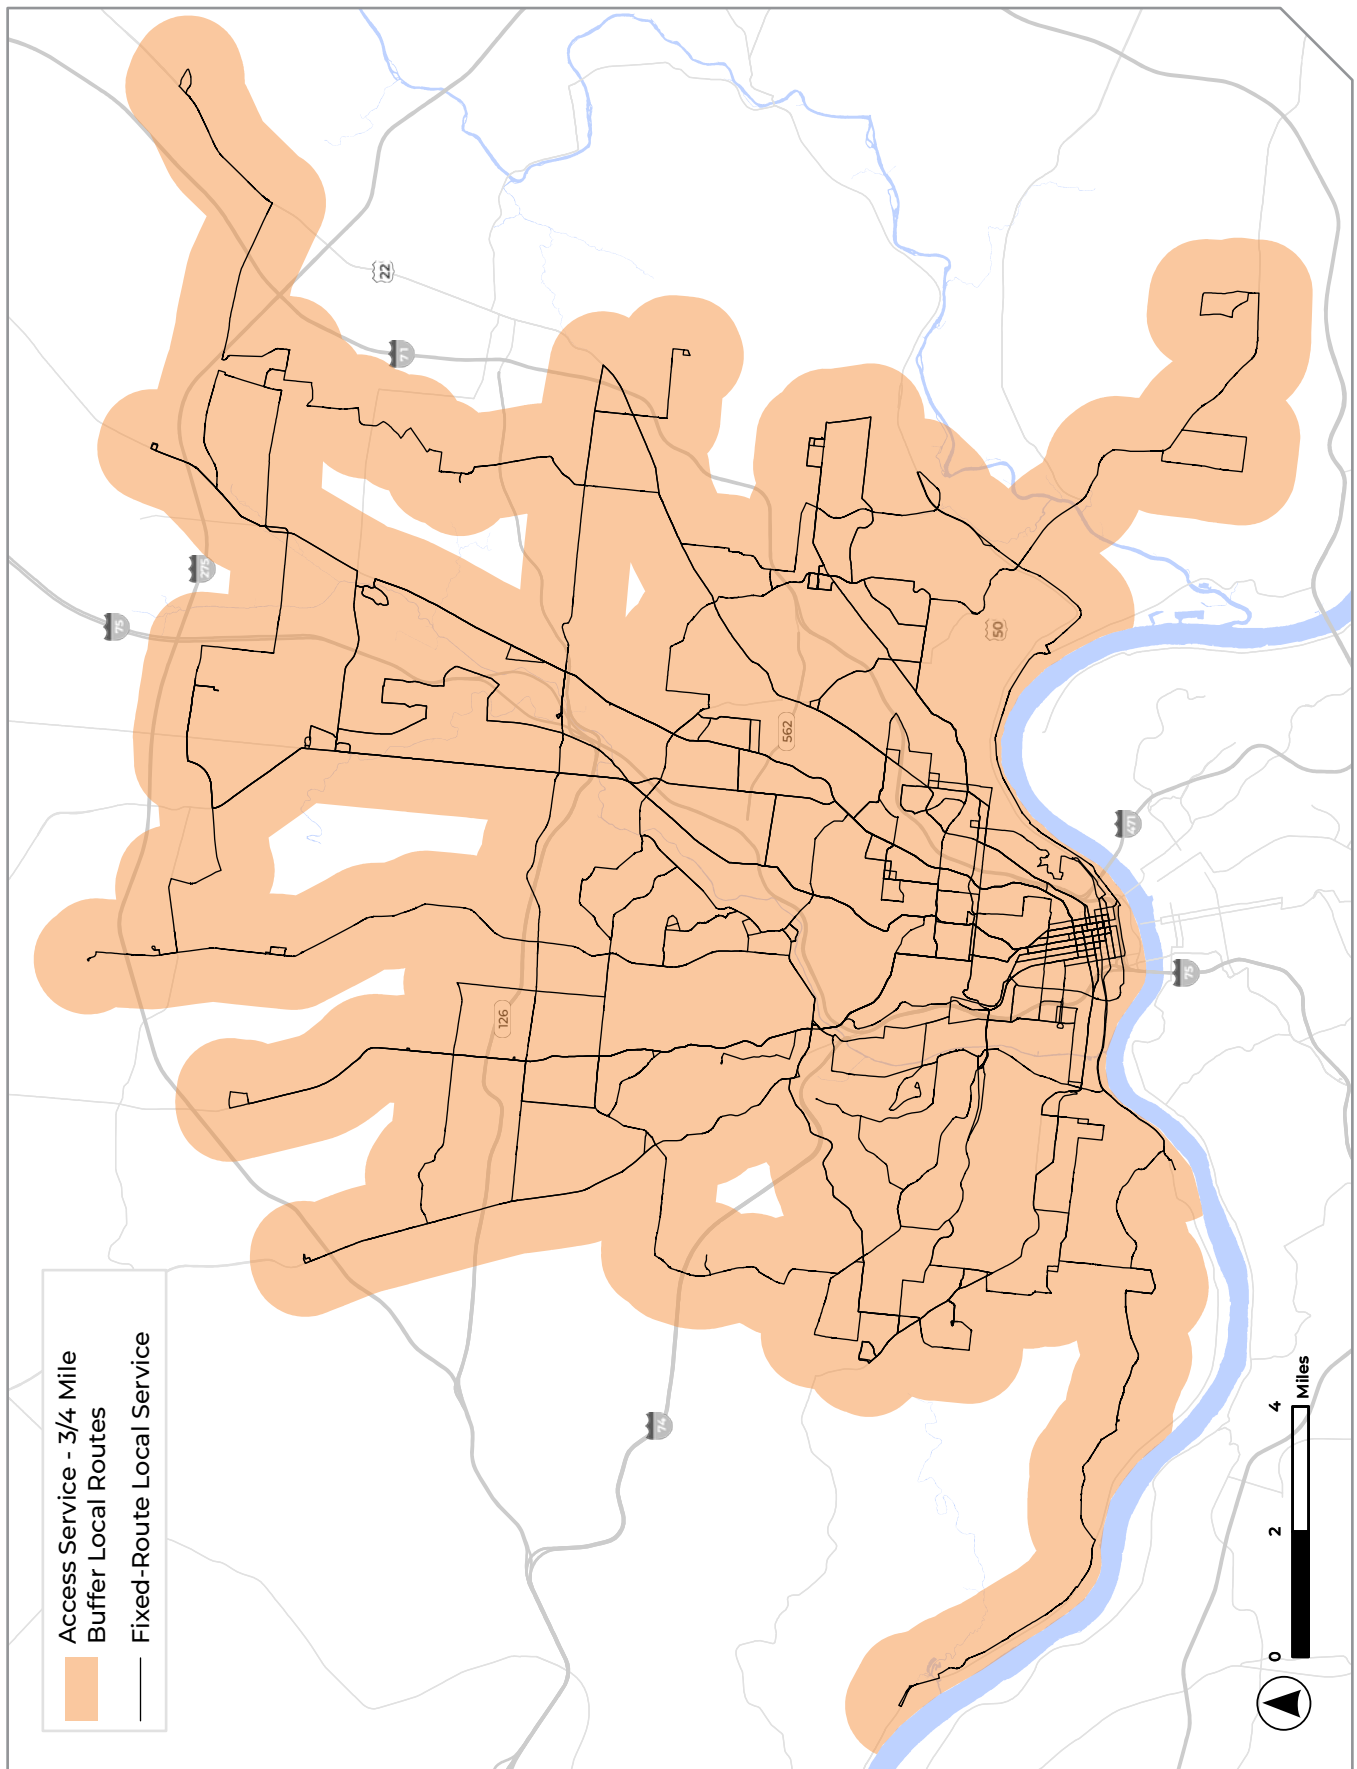 Access Service - 3/4 Mile
Buffer Local Routes
Fixed-Route Local Service
22
71
275
75
562
50
126
471
75
74
0 2 4
Miles